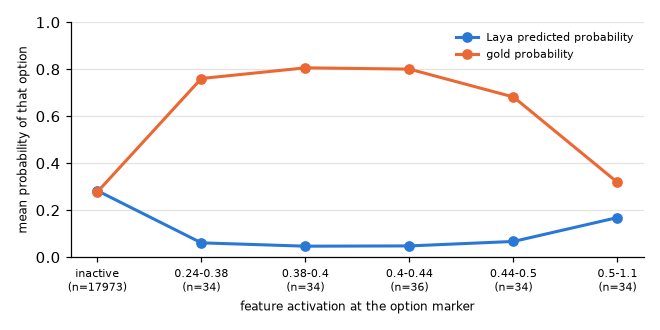 1.0
0.8
0.6
0.4
0.2
0.0
mean probability of that option
Laya predicted probability
gold probability
inactive
(n=17973)
0.24-0.38
(n=34)
0.38-0.4
(n=34)
0.4-0.44
(n=36)
0.44-0.5
(n=34)
0.5-1.1
(n=34)
feature activation at the option marker